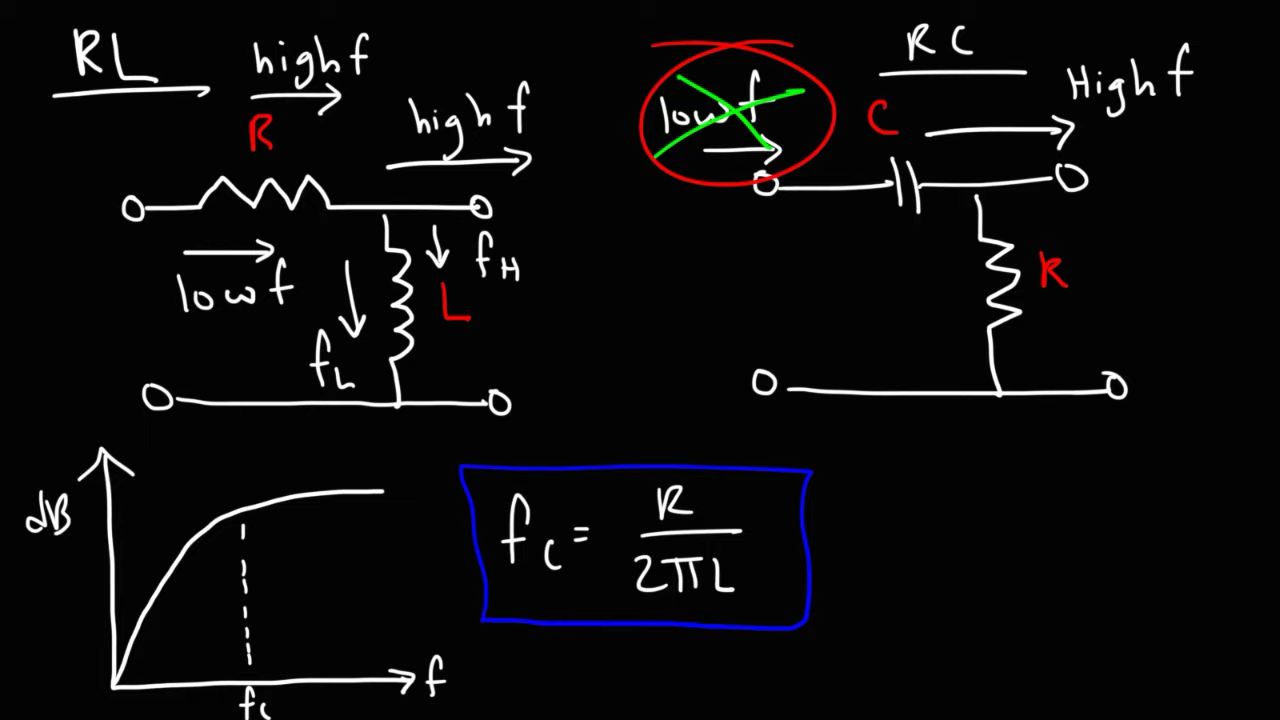 RL
high f
R
high f
low f
f_H
L
f_L
RC
low f
C
High f
R
dB
f
f_c
f_c = R / 2πL